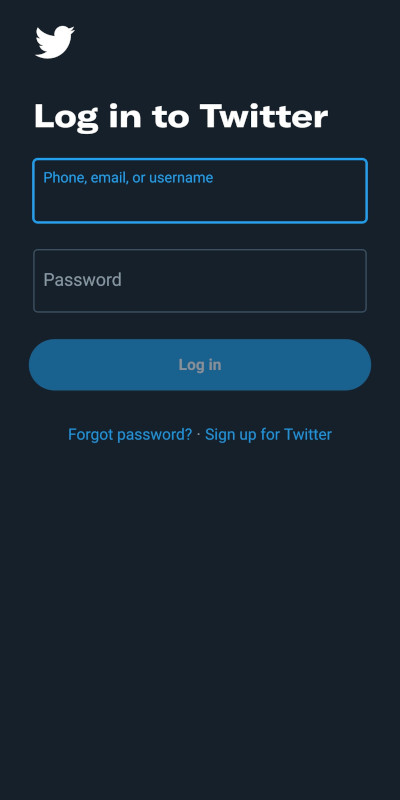 Log in to Twitter
Phone, email, or username
Password
Log in
Forgot password? · Sign up for Twitter